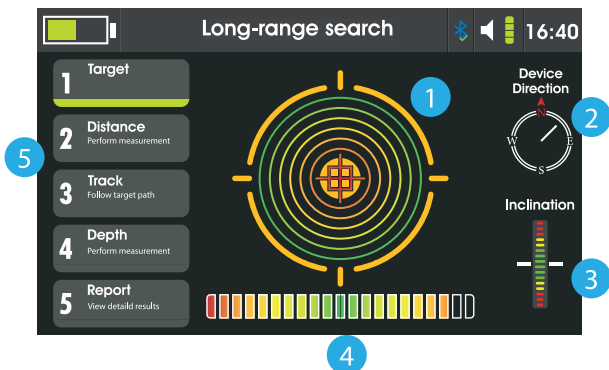 Long-range search
16:40
1 Target
2 Distance
Perform measurement
3 Track
Follow target path
4 Depth
Perform measurement
5 Report
View detaild results
5
1
4
Device
Direction
N
W E
S
2
Inclination
3